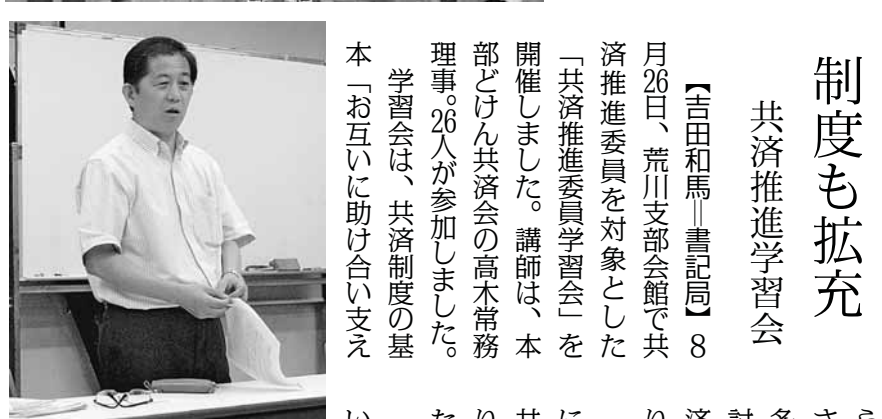 制度も拡充
共済推進学習会
【吉田和馬＝書記局】８
月26日、荒川支部会館で共
済推進委員を対象とした
「共済推進委員学習会」を
開催しました。講師は、本
部どけん共済会の高木常務
理事。26人が参加しました。
学習会は、共済制度の基
本「お互いに助け合い支え